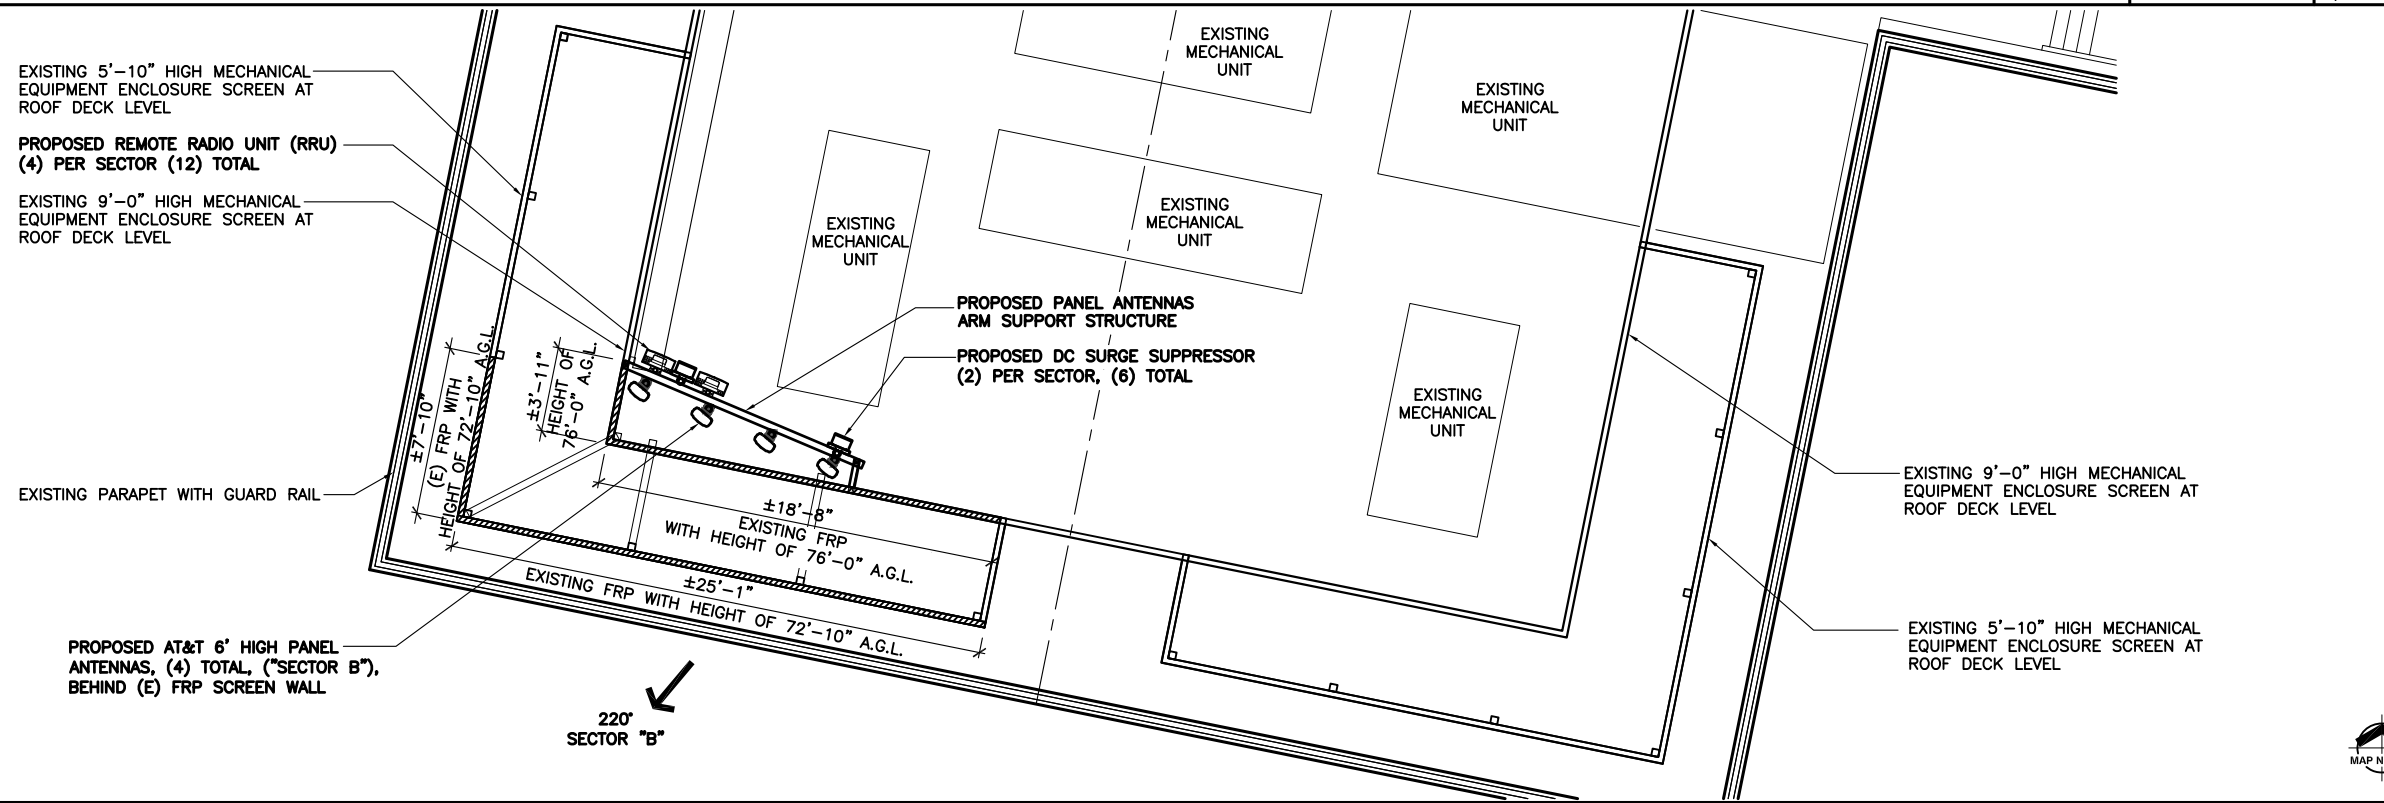 EXISTING 5'-10" HIGH MECHANICAL
EQUIPMENT ENCLOSURE SCREEN AT
ROOF DECK LEVEL
PROPOSED REMOTE RADIO UNIT (RRU)
(4) PER SECTOR (12) TOTAL
EXISTING 9'-0" HIGH MECHANICAL
EQUIPMENT ENCLOSURE SCREEN AT
ROOF DECK LEVEL
EXISTING PARAPET WITH GUARD RAIL
PROPOSED AT&T 6' HIGH PANEL
ANTENNAS, (4) TOTAL, ("SECTOR B"),
BEHIND (E) FRP SCREEN WALL
±7'-10"
(E) FRP WITH
HEIGHT OF 72'-10" A.G.L.
±3'-11"
HEIGHT OF
76'-0" A.G.L.
±18'-8"
EXISTING FRP
WITH HEIGHT OF 76'-0" A.G.L.
±25'-1"
EXISTING FRP WITH HEIGHT OF 72'-10" A.G.L.
220°
SECTOR "B"
PROPOSED PANEL ANTENNAS
ARM SUPPORT STRUCTURE
PROPOSED DC SURGE SUPPRESSOR
(2) PER SECTOR, (6) TOTAL
EXISTING
MECHANICAL
UNIT
EXISTING
MECHANICAL
UNIT
EXISTING
MECHANICAL
UNIT
EXISTING
MECHANICAL
UNIT
EXISTING
MECHANICAL
UNIT
EXISTING 9'-0" HIGH MECHANICAL
EQUIPMENT ENCLOSURE SCREEN AT
ROOF DECK LEVEL
EXISTING 5'-10" HIGH MECHANICAL
EQUIPMENT ENCLOSURE SCREEN AT
ROOF DECK LEVEL
MAP N